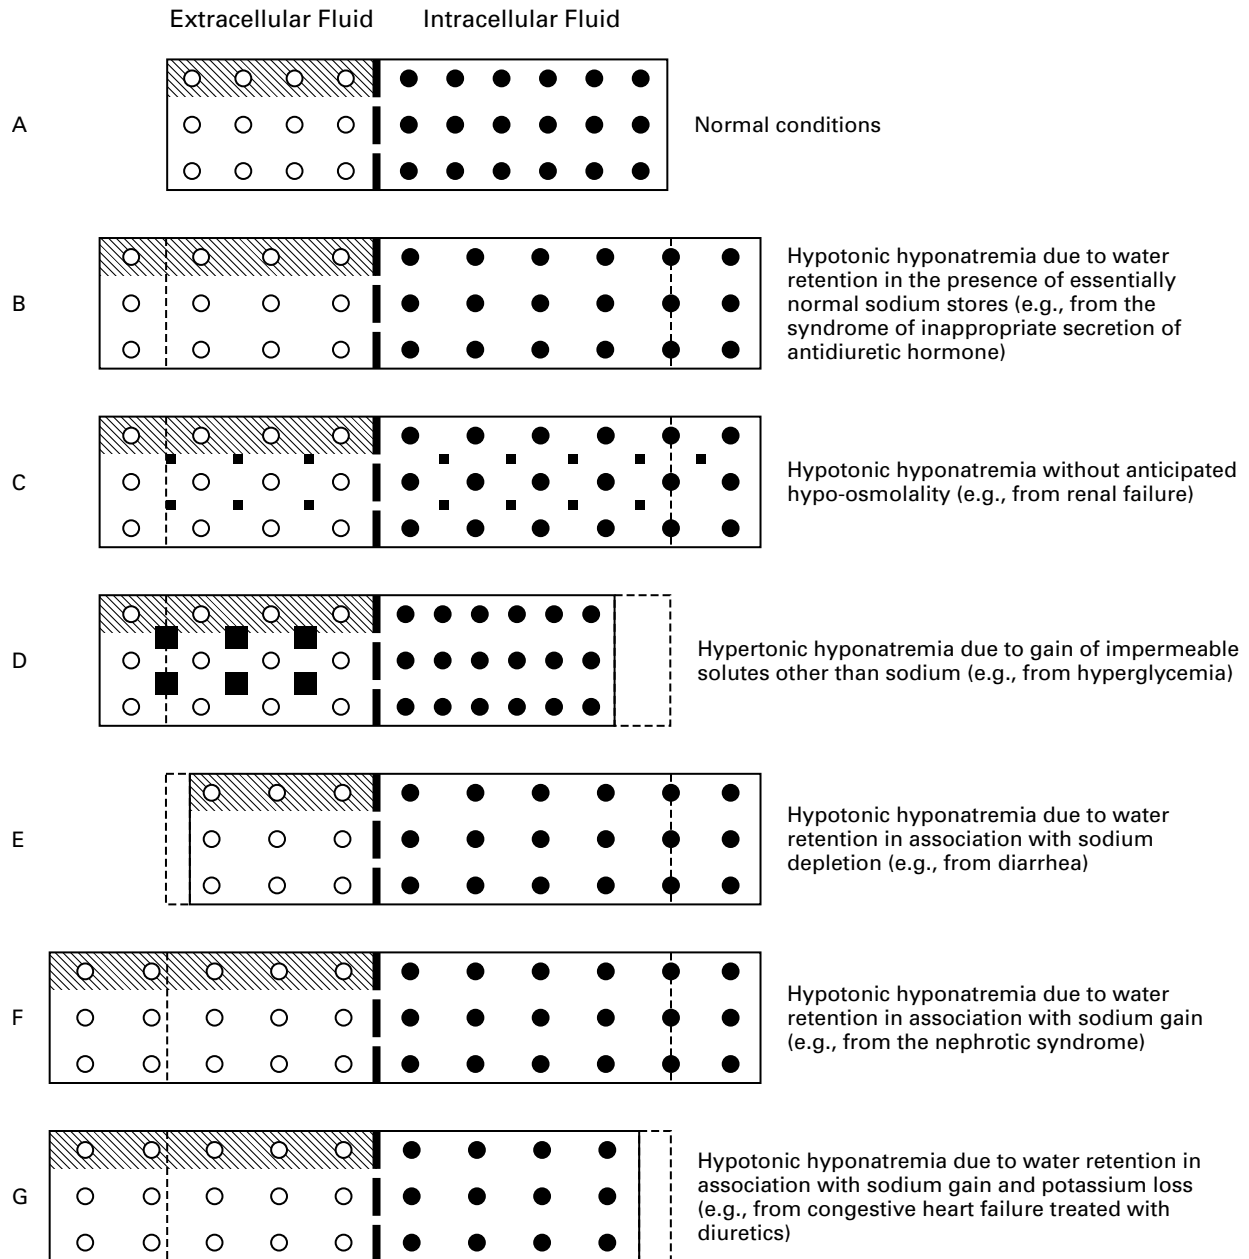 Extracellular Fluid Intracellular Fluid
A
Normal conditions
B
Hypotonic hyponatremia due to water
retention in the presence of essentially
normal sodium stores (e.g., from the
syndrome of inappropriate secretion of
antidiuretic hormone)
C
Hypotonic hyponatremia without anticipated
hypo-osmolality (e.g., from renal failure)
D
Hypertonic hyponatremia due to gain of impermeable
solutes other than sodium (e.g., from hyperglycemia)
E
Hypotonic hyponatremia due to water
retention in association with sodium
depletion (e.g., from diarrhea)
F
Hypotonic hyponatremia due to water
retention in association with sodium gain
(e.g., from the nephrotic syndrome)
G
Hypotonic hyponatremia due to water retention in
association with sodium gain and potassium loss
(e.g., from congestive heart failure treated with
diuretics)